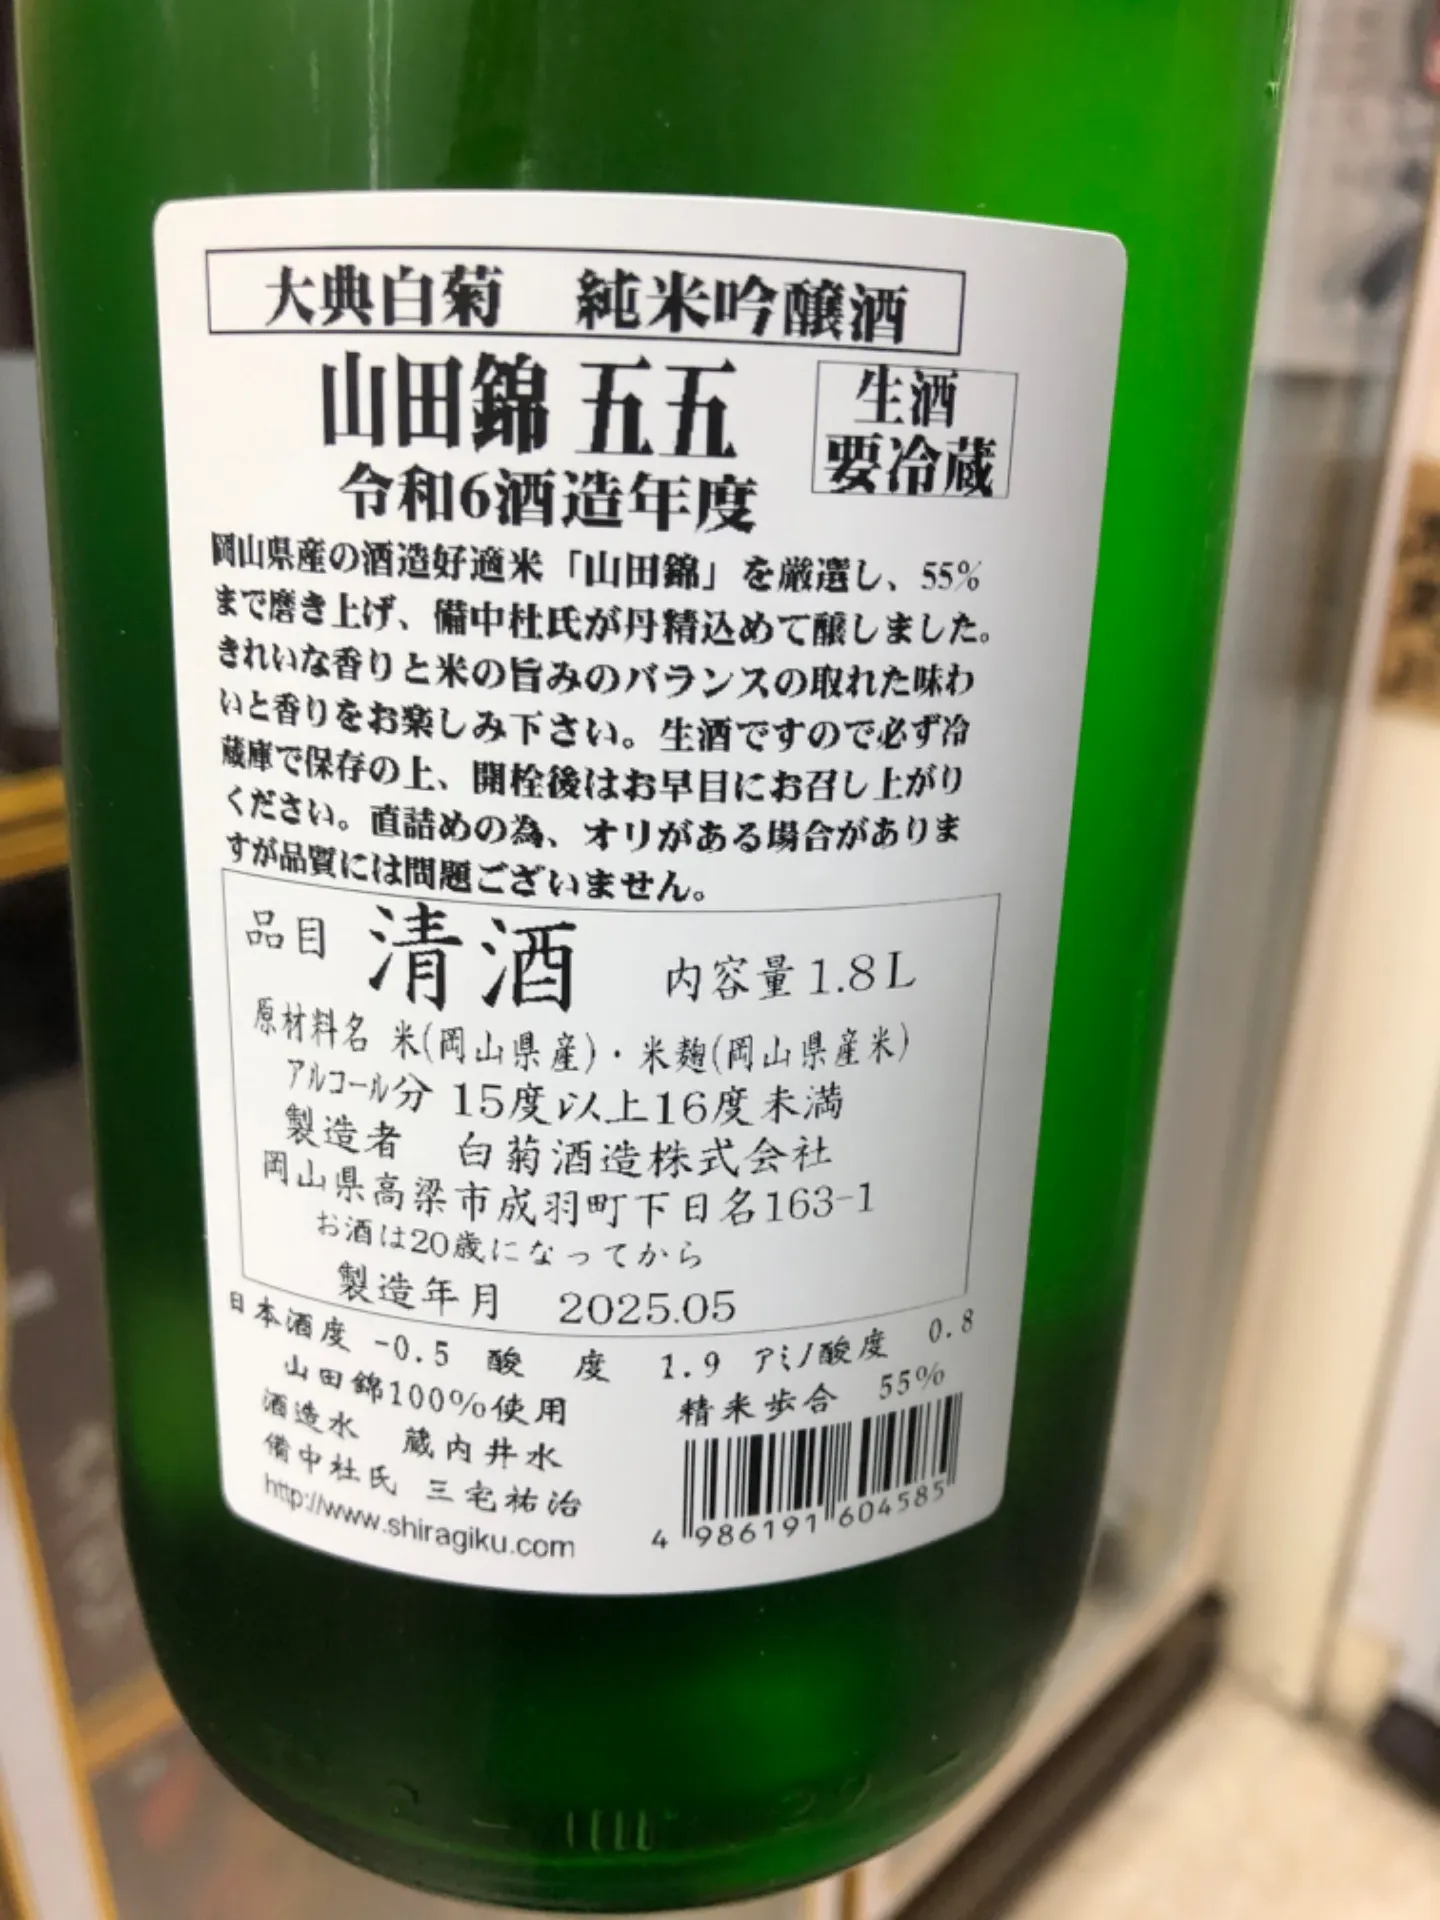 大典白菊 純米吟醸酒
山田錦 五五
生酒
要冷蔵
令和6酒造年度
岡山県産の酒造好適米「山田錦」を厳選し、55%
まで磨き上げ、備中杜氏が丹精込めて醸しました。
きれいな香りと米の旨みのバランスの取れた味わ
いと香りをお楽しみ下さい。生酒ですので必ず冷
蔵庫で保存の上、開栓後はお早目にお召し上がり
ください。直詰めの為、オリがある場合がありま
すが品質には問題ございません。
品目 清酒 内容量1.8L
原材料名 米(岡山県産)・米麹(岡山県産米)
アルコール分 15度以上16度未満
製造者 白菊酒造株式会社
岡山県高梁市成羽町下日名163-1
お酒は20歳になってから
製造年月 2025.05
日本酒度 -0.5 酸度 1.9 アミノ酸度 0.8
山田錦100%使用 精米歩合 55%
酒造水 蔵内井水
備中杜氏 三宅祐治
http://www.shiragiku.com
4 986191 604585